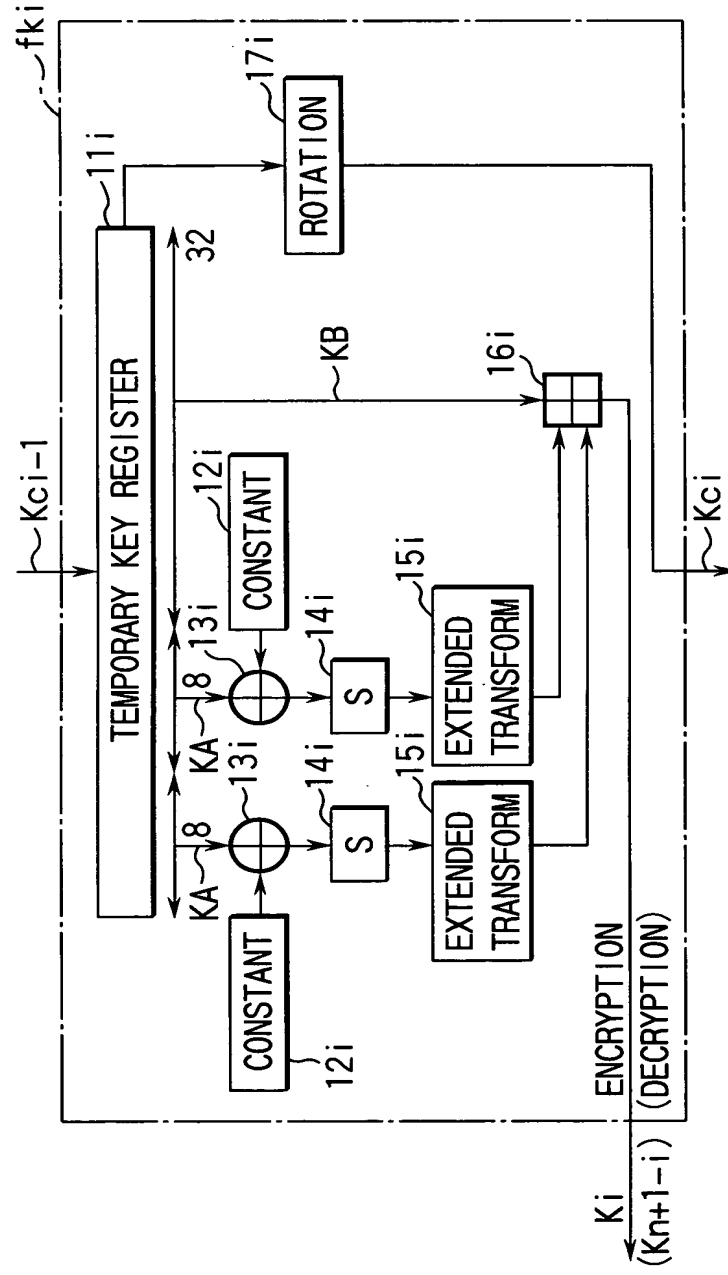 fki
Kci-1
11i
TEMPORARY KEY REGISTER
32
KA
8
KA
8
KB
12i
CONSTANT
13i
13i
CONSTANT
12i
14i
S
14i
S
15i
EXTENDED
TRANSFORM
15i
EXTENDED
TRANSFORM
16i
17i
ROTATION
ENCRYPTION
(DECRYPTION)
Ki
(Kn+1-i)
Kci